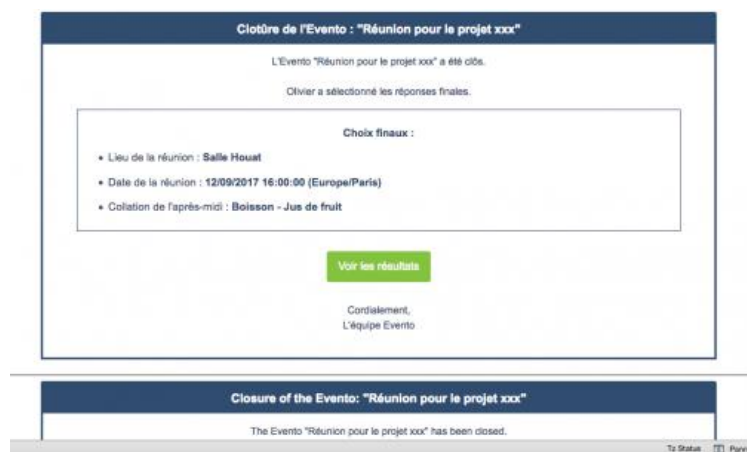 Clotûre de l'Evento : "Réunion pour le projet xxx"
L'Evento "Réunion pour le projet xxx" a été clôs.
Olivier a sélectionné les réponses finales.
Choix finaux :
• Lieu de la réunion : Salle Houat
• Date de la réunion : 12/09/2017 16:00:00 (Europe/Paris)
• Collation de l'après-midi : Boisson - Jus de fruit
Voir les résultats
Cordialement,
L'équipe Evento
Closure of the Evento: "Réunion pour le projet xxx"
The Evento "Réunion pour le projet xxx" has been closed.
Status